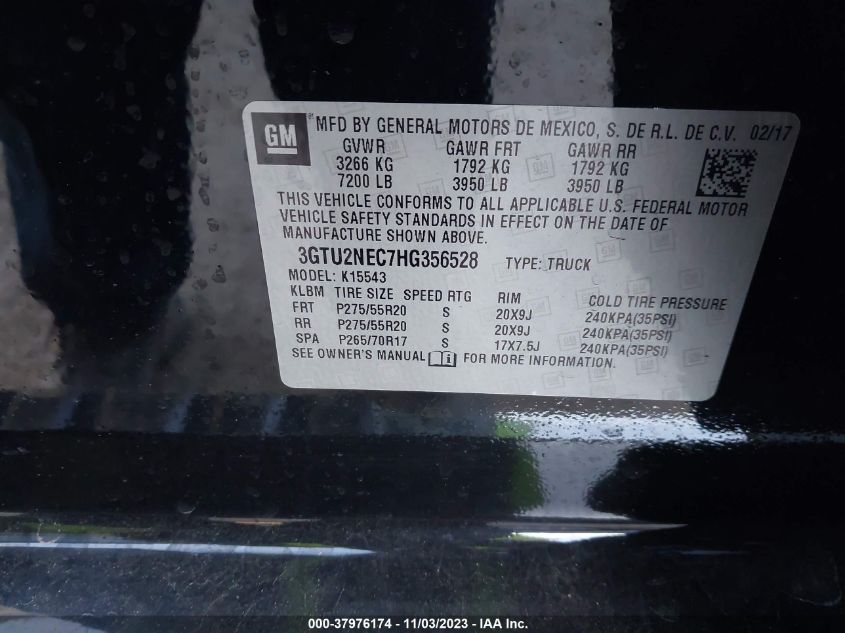 GM® MFD BY GENERAL MOTORS DE MEXICO, S. DE R.L. DE C.V. 02/17
GVWR GAWR FRT GAWR RR
3266 KG 1792 KG 1792 KG
7200 LB 3950 LB 3950 LB
THIS VEHICLE CONFORMS TO ALL APPLICABLE U.S. FEDERAL MOTOR
VEHICLE SAFETY STANDARDS IN EFFECT ON THE DATE OF
MANUFACTURE SHOWN ABOVE.
3GTU2NEC7HG356528 TYPE: TRUCK
MODEL: K15543
KLBM TIRE SIZE SPEED RTG RIM COLD TIRE PRESSURE
FRT P275/55R20 S 20X9J 240KPA(35PSI)
RR P275/55R20 S 20X9J 240KPA(35PSI)
SPA P265/70R17 S 17X7.5J 240KPA(35PSI)
SEE OWNER'S MANUAL FOR MORE INFORMATION.
000-37976174 - 11/03/2023 - IAA Inc.